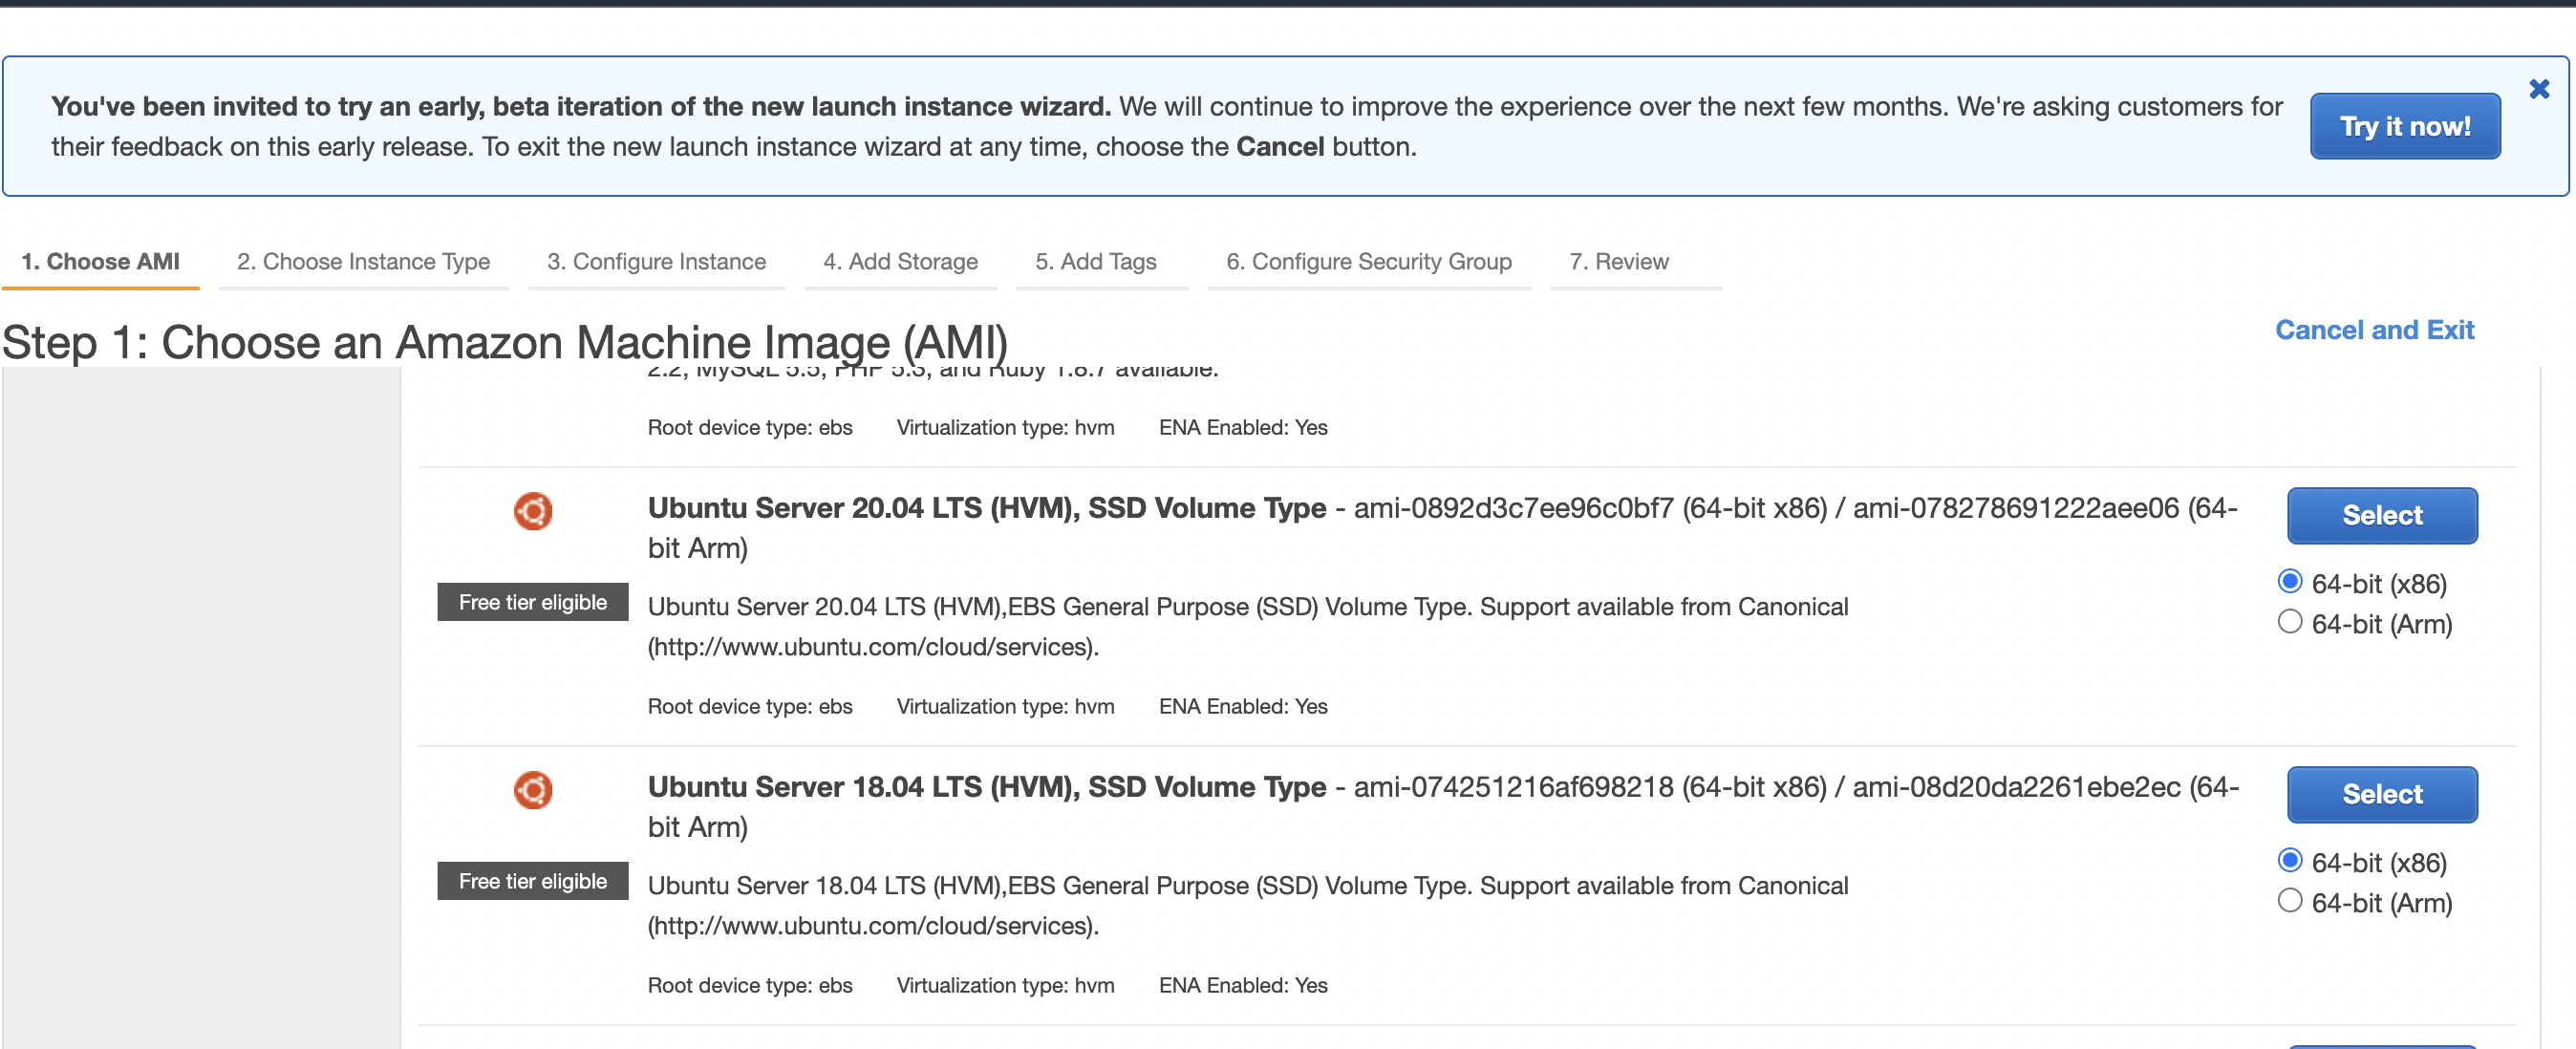 You've been invited to try an early, beta iteration of the new launch instance wizard. We will continue to improve the experience over the next few months. We're asking customers for
their feedback on this early release. To exit the new launch instance wizard at any time, choose the Cancel button.
Try it now!
1. Choose AMI 2. Choose Instance Type 3. Configure Instance 4. Add Storage 5. Add Tags 6. Configure Security Group 7. Review
Step 1: Choose an Amazon Machine Image (AMI)
Cancel and Exit
2.2, MySQL 5.5, PHP 5.3, and Ruby 1.8.7 available.
Root device type: ebs Virtualization type: hvm ENA Enabled: Yes
Ubuntu Server 20.04 LTS (HVM), SSD Volume Type - ami-0892d3c7ee96c0bf7 (64-bit x86) / ami-078278691222aee06 (64-
bit Arm)
Select
Free tier eligible
Ubuntu Server 20.04 LTS (HVM),EBS General Purpose (SSD) Volume Type. Support available from Canonical
(http://www.ubuntu.com/cloud/services).
64-bit (x86)
64-bit (Arm)
Root device type: ebs Virtualization type: hvm ENA Enabled: Yes
Ubuntu Server 18.04 LTS (HVM), SSD Volume Type - ami-074251216af698218 (64-bit x86) / ami-08d20da2261ebe2ec (64-
bit Arm)
Select
Free tier eligible
Ubuntu Server 18.04 LTS (HVM),EBS General Purpose (SSD) Volume Type. Support available from Canonical
(http://www.ubuntu.com/cloud/services).
64-bit (x86)
64-bit (Arm)
Root device type: ebs Virtualization type: hvm ENA Enabled: Yes